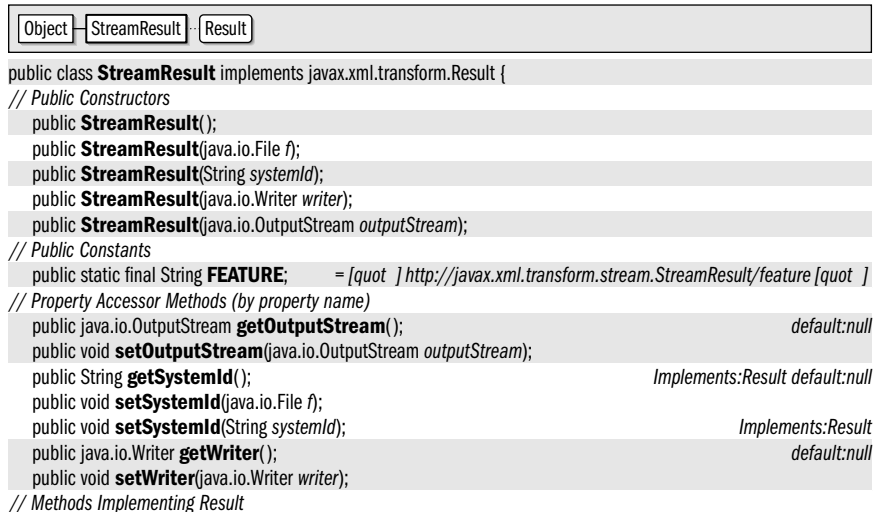 Object StreamResult Result
public class StreamResult implements javax.xml.transform.Result {
// Public Constructors
public StreamResult( );
public StreamResult(java.io.File f);
public StreamResult(String systemId);
public StreamResult(java.io.Writer writer);
public StreamResult(java.io.OutputStream outputStream);
// Public Constants
public static final String FEATURE; = [quot ] http://javax.xml.transform.stream.StreamResult/feature [quot ]
// Property Accessor Methods (by property name)
public java.io.OutputStream getOutputStream( ); default:null
public void setOutputStream(java.io.OutputStream outputStream);
public String getSystemId( ); Implements:Result default:null
public void setSystemId(java.io.File f);
public void setSystemId(String systemId); Implements:Result
public java.io.Writer getWriter( ); default:null
public void setWriter(java.io.Writer writer);
// Methods Implementing Result